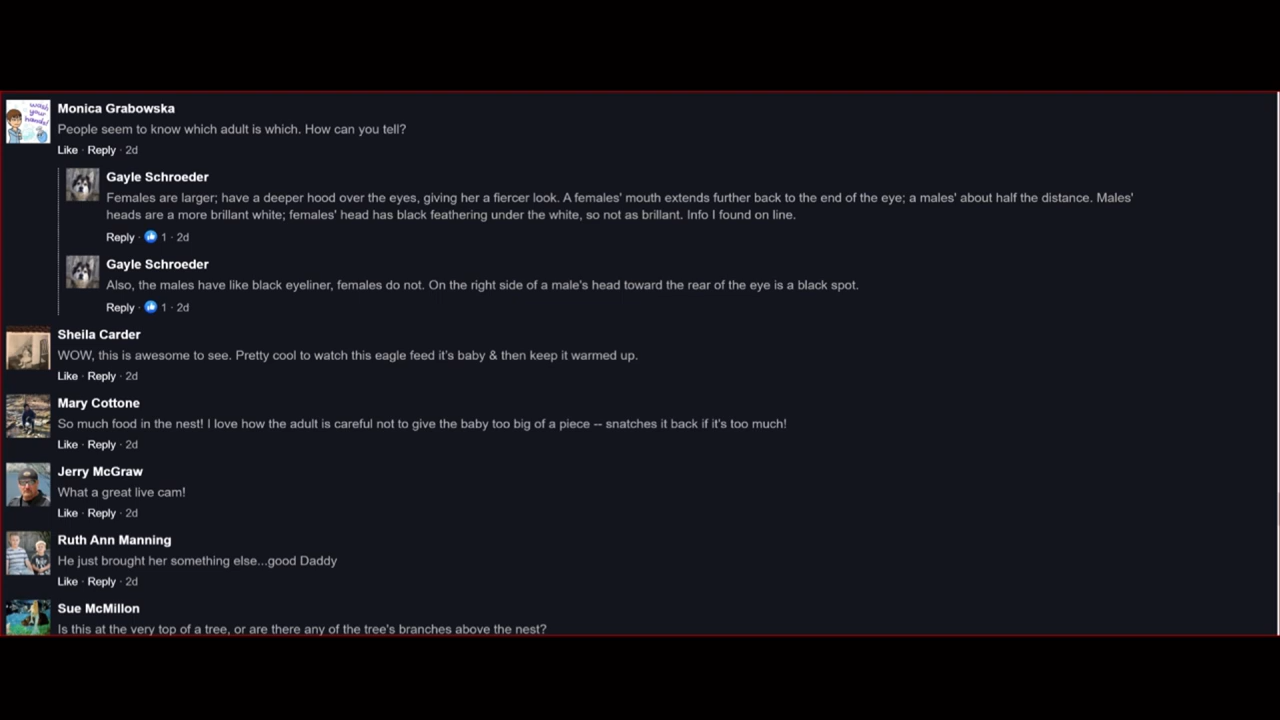 wash
your
hands!
Monica Grabowska
People seem to know which adult is which. How can you tell?
Like · Reply · 2d
Gayle Schroeder
Females are larger; have a deeper hood over the eyes, giving her a fiercer look. A females' mouth extends further back to the end of the eye; a males' about half the distance. Males'
heads are a more brillant white; females' head has black feathering under the white, so not as brillant. Info I found on line.
Reply · 1 · 2d
Gayle Schroeder
Also, the males have like black eyeliner, females do not. On the right side of a male's head toward the rear of the eye is a black spot.
Reply · 1 · 2d
Sheila Carder
WOW, this is awesome to see. Pretty cool to watch this eagle feed it's baby & then keep it warmed up.
Like · Reply · 2d
Mary Cottone
So much food in the nest! I love how the adult is careful not to give the baby too big of a piece -- snatches it back if it's too much!
Like · Reply · 2d
Jerry McGraw
What a great live cam!
Like · Reply · 2d
Ruth Ann Manning
He just brought her something else...good Daddy
Like · Reply · 2d
Sue McMillon
Is this at the very top of a tree, or are there any of the tree's branches above the nest?